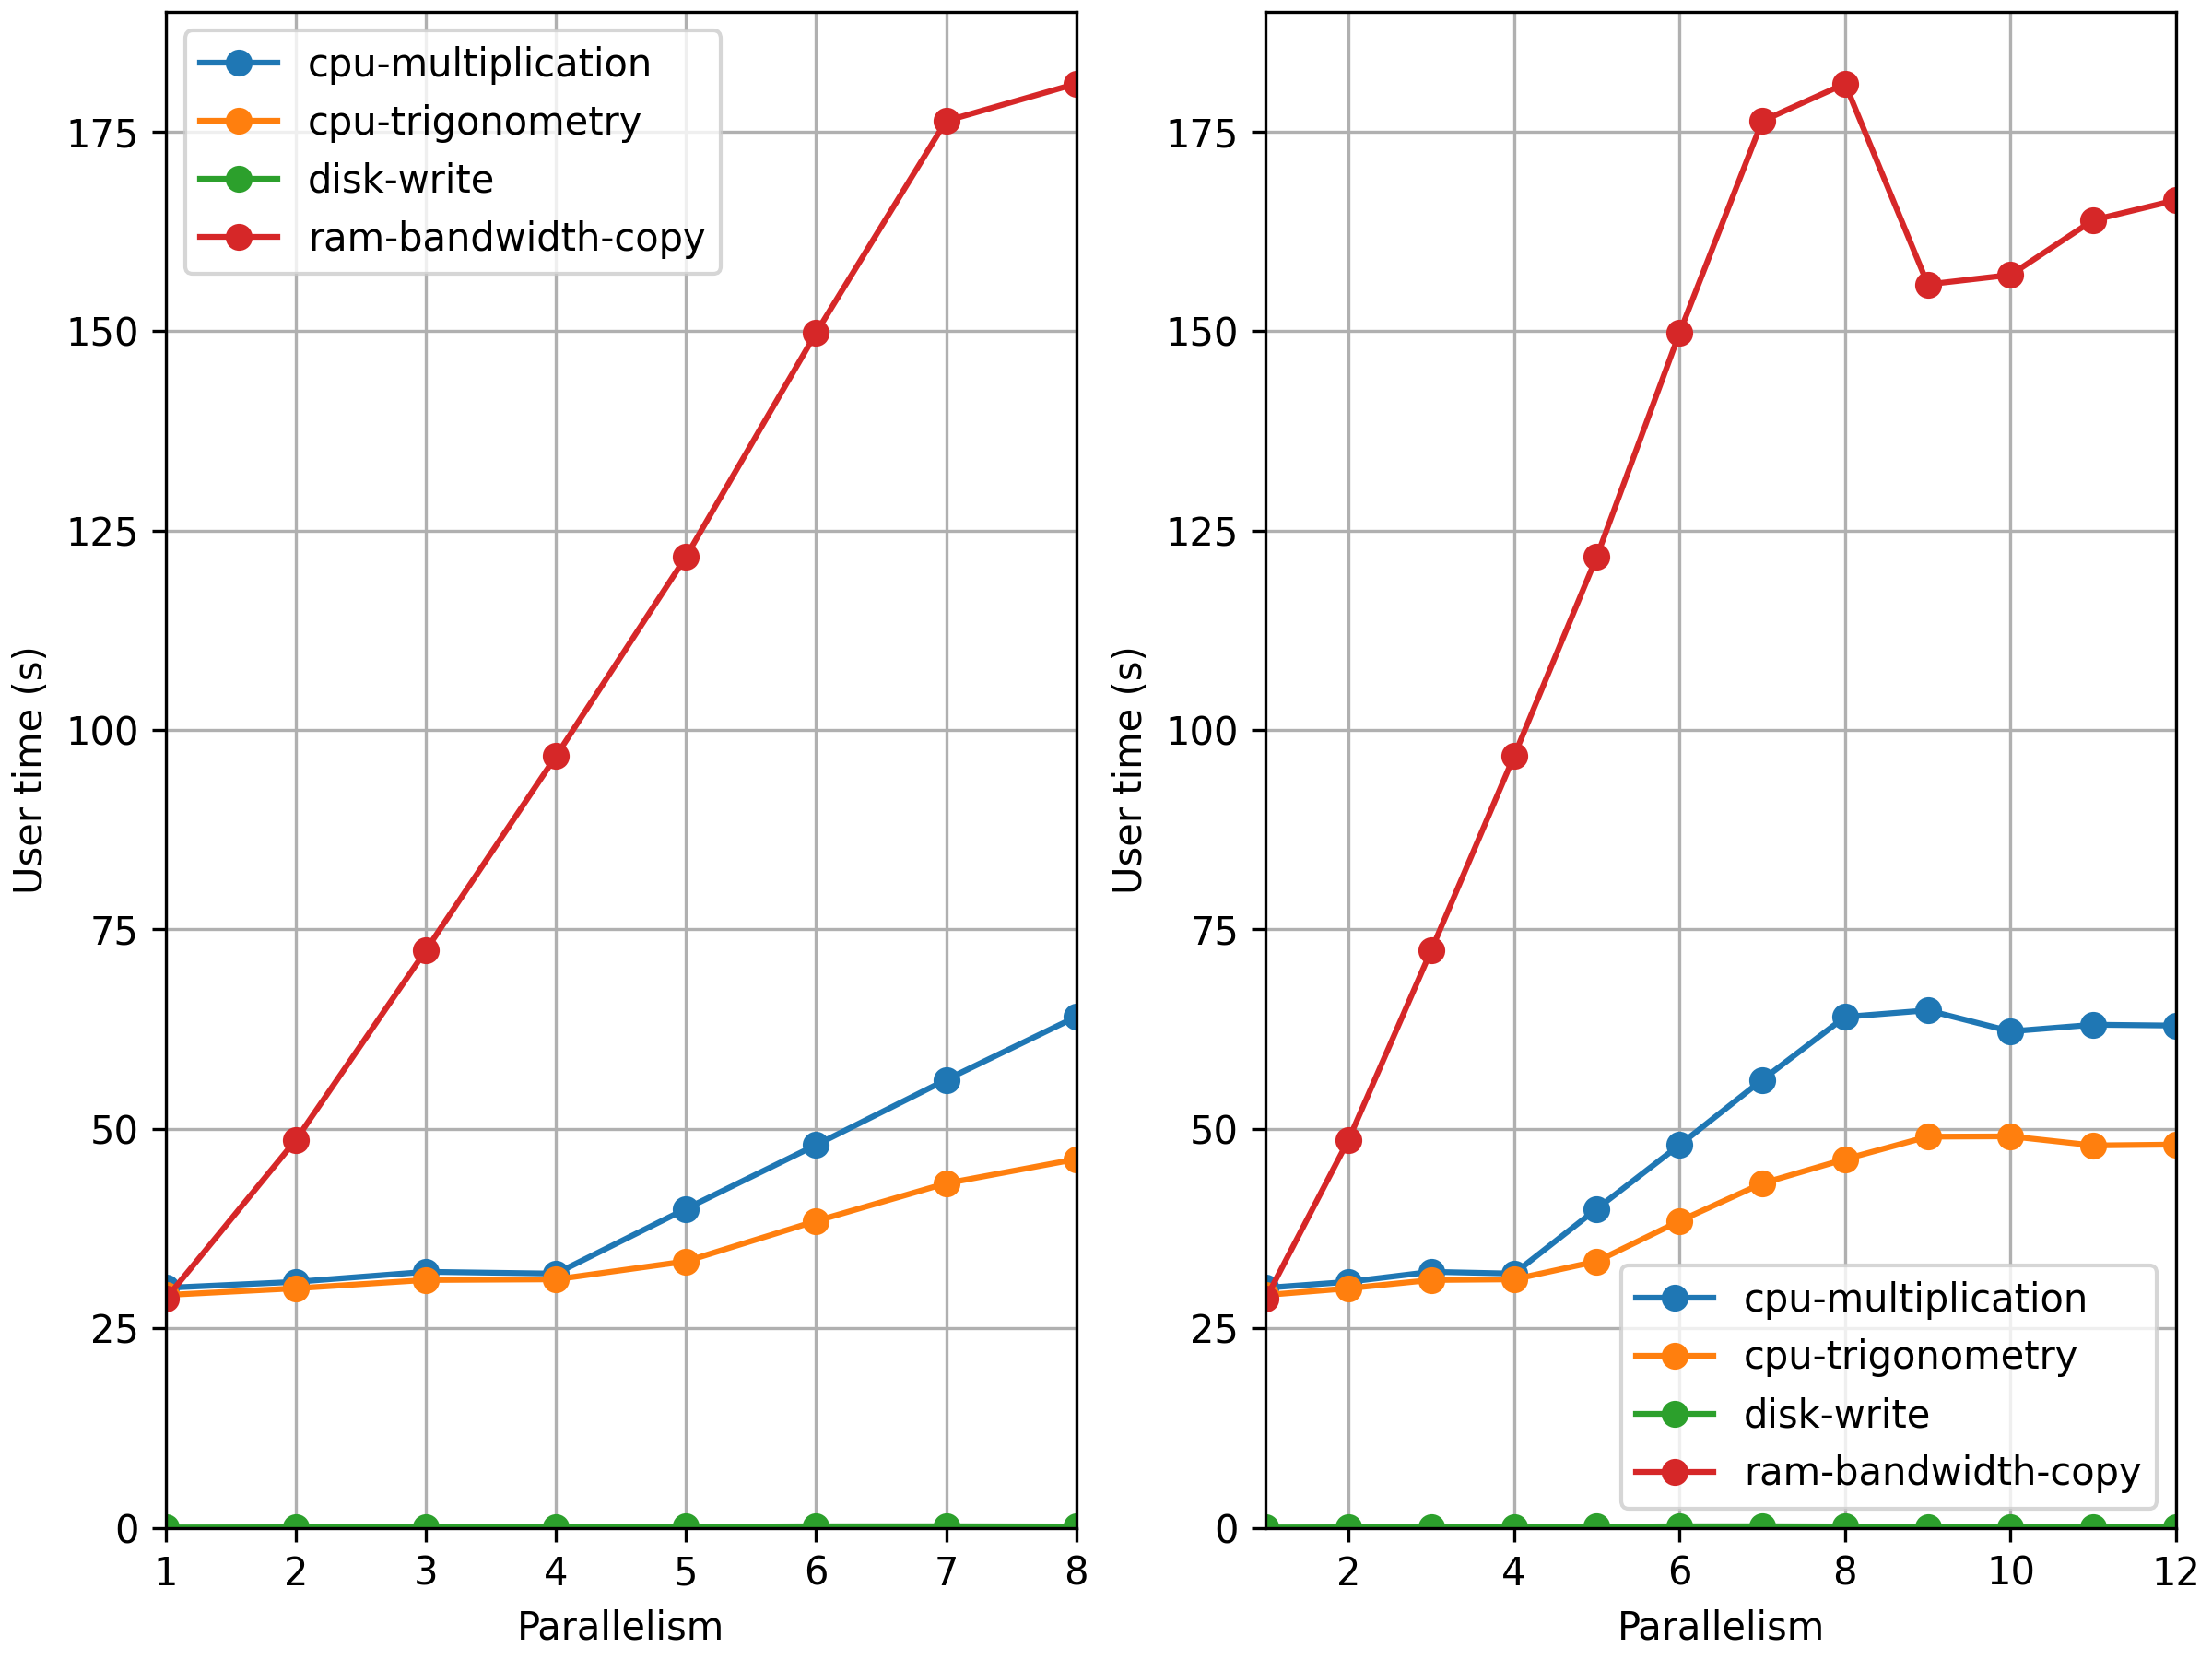 cpu-multiplication
cpu-trigonometry
disk-write
ram-bandwidth-copy
175
150
125
100
75
50
25
0
User time (s)
1 2 3 4 5 6 7 8
Parallelism
175
150
125
100
75
50
25
0
User time (s)
cpu-multiplication
cpu-trigonometry
disk-write
ram-bandwidth-copy
2 4 6 8 10 12
Parallelism